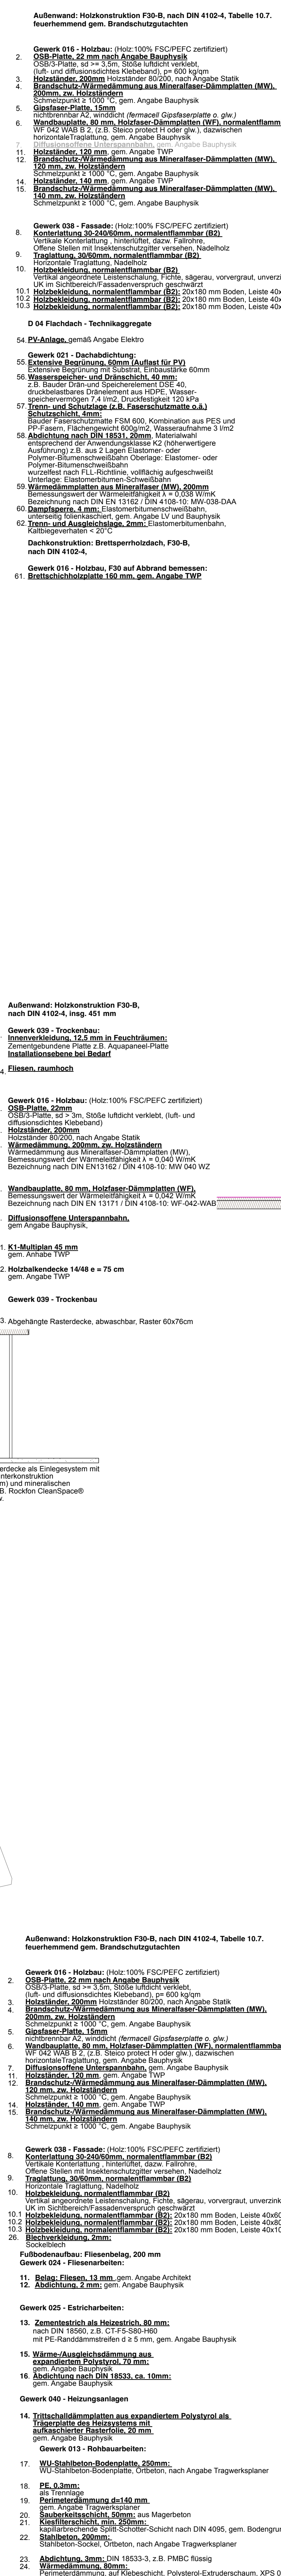 Außenwand: Holzkonstruktion F30-B, nach DIN 4102-4, Tabelle 10.7.
feuerhemmend gem. Brandschutzgutachten
Gewerk 016 - Holzbau: (Holz:100% FSC/PEFC zertifiziert)
2. OSB-Platte, 22 mm nach Angabe Bauphysik
OSB/3-Platte, sd >= 3,5m, Stöße luftdicht verklebt,
(luft- und diffusionsdichtes Klebeband), p= 600 kg/qm
3. Holzständer, 200mm Holzständer 80/200, nach Angabe Statik
4. Brandschutz-/Wärmedämmung aus Mineralfaser-Dämmplatten (MW),
200mm, zw. Holzständern
Schmelzpunkt ≥ 1000 °C, gem. Angabe Bauphysik
5. Gipsfaser-Platte, 15mm
nichtbrennbar A2, winddicht (fermacell Gipsfaserplatte o. glw.)
6. Wandbauplatte, 80 mm, Holzfaser-Dämmplatten (WF), normalentflamm
WF 042 WAB B 2, (z.B. Steico protect H oder glw.), dazwischen
horizontaleTraglattung, gem. Angabe Bauphysik
7. Diffusionsoffene Unterspannbahn, gem. Angabe Bauphysik
11. Holzständer, 120 mm, gem. Angabe TWP
12. Brandschutz-/Wärmedämmung aus Mineralfaser-Dämmplatten (MW),
120 mm, zw. Holzständern
Schmelzpunkt ≥ 1000 °C, gem. Angabe Bauphysik
14. Holzständer, 140 mm, gem. Angabe TWP
15. Brandschutz-/Wärmedämmung aus Mineralfaser-Dämmplatten (MW),
140 mm, zw. Holzständern
Schmelzpunkt ≥ 1000 °C, gem. Angabe Bauphysik
Gewerk 038 - Fassade: (Holz:100% FSC/PEFC zertifiziert)
8. Konterlattung 30-240/60mm, normalentflammbar (B2)
Vertikale Konterlattung , hinterlüftet, dazw. Fallrohre,
Offene Stellen mit Insektenschutzgitter versehen, Nadelholz
9. Traglattung, 30/60mm, normalentflammbar (B2)
Horizontale Traglattung, Nadelholz
10. Holzbekleidung, normalentflammbar (B2)
Vertikal angeordnete Leistenschalung, Fichte, sägerau, vorvergraut, unverzi
UK im Sichtbereich/Fassadenverspruch geschwärzt
10.1 Holzbekleidung, normalentflammbar (B2): 20x180 mm Boden, Leiste 40x
10.2 Holzbekleidung, normalentflammbar (B2): 20x180 mm Boden, Leiste 40x
10.3 Holzbekleidung, normalentflammbar (B2): 20x180 mm Boden, Leiste 40x
D 04 Flachdach - Technikaggregate
54. PV-Anlage, gemäß Angabe Elektro
Gewerk 021 - Dachabdichtung:
55. Extensive Begrünung, 60mm (Auflast für PV)
Extensive Begrünung mit Substrat, Einbaustärke 60mm
56. Wasserspeicher- und Dränschicht, 40 mm:
z.B. Bauder Drän-und Speicherelement DSE 40,
druckbelastbares Dränelement aus HDPE, Wasser-
speichervermögen 7,4 l/m2, Druckfestigkeit 120 kPa
57. Trenn- und Schutzlage (z.B. Faserschutzmatte o.ä.)
Schutzschicht, 4mm:
Bauder Faserschutzmatte FSM 600, Kombination aus PES und
PP-Fasern, Flächengewicht 600g/m2, Wasseraufnahme 3 l/m2
58. Abdichtung nach DIN 18531, 20mm, Materialwahl
entsprechend der Anwendungsklasse K2 (höherwertigere
Ausführung) z.B. aus 2 Lagen Elastomer- oder
Polymer-Bitumenschweißbahn Oberlage: Elastomer- oder
Polymer-Bitumenschweißbahn
wurzelfest nach FLL-Richtlinie, vollflächig aufgeschweißt
Unterlage: Elastorbitumen-Schweißbahn
59. Wärmedämmplatten aus Mineralfaser (MW), 200mm
Bemessungswert der Wärmeleitfähigkeit λ = 0,038 W/mK
Bezeichnung nach DIN EN 13162 / DIN 4108-10: MW-038-DAA
60. Dampfsperre, 4 mm: Elastomerbitumenschweißbahn,
unterseitig folienkaschiert, gem. Angabe LV und Bauphysik
62. Trenn- und Ausgleichslage, 2mm: Elastomerbitumenbahn,
Kaltbiegeverhaten < 20°C
Dachkonstruktion: Brettsperrholzdach, F30-B,
nach DIN 4102-4,
Gewerk 016 - Holzbau, F30 auf Abbrand bemessen:
61. Brettschichholzplatte 160 mm, gem. Angabe TWP
Außenwand: Holzkonstruktion F30-B,
nach DIN 4102-4, insg. 451 mm
Gewerk 039 - Trockenbau:
Innenverkleidung, 12,5 mm in Feuchträumen:
Zementgebundene Platte z.B. Aquapaneel-Platte
Installationsebene bei Bedarf
4. Fliesen, raumhoch
Gewerk 016 - Holzbau: (Holz:100% FSC/PEFC zertifiziert)
OSB-Platte, 22mm
OSB/3-Platte, sd > 3m, Stöße luftdicht verklebt, (luft- und
diffusionsdichtes Klebeband)
Holzständer, 200mm
Holzständer 80/200, nach Angabe Statik
Wärmedämmung, 200mm, zw. Holzständern
Wärmedämmung aus Mineralfaser-Dämmplatten (MW),
Bemessungswert der Wärmeleitfähigkeit λ = 0,040 W/mK
Bezeichnung nach DIN EN13162 / DIN 4108-10: MW 040 WZ
Wandbauplatte, 80 mm, Holzfaser-Dämmplatten (WF),
Bemessungswert der Wärmeleitfähigkeit λ = 0,042 W/mK
Bezeichnung nach DIN EN 13171 / DIN 4108-10: WF-042-WAB
Diffusionsoffene Unterspannbahn,
gem Angabe Bauphysik,
1. K1-Multiplan 45 mm
gem. Anhabe TWP
2. Holzbalkendecke 14/48 e = 75 cm
gem. Angabe TWP
Gewerk 039 - Trockenbau
3. Abgehängte Rasterdecke, abwaschbar, Raster 60x76cm
erdecke als Einlegesystem mit
nterkonstruktion
m) und mineralischen
B. Rockfon CleanSpace®
w.
Außenwand: Holzkonstruktion F30-B, nach DIN 4102-4, Tabelle 10.7.
feuerhemmend gem. Brandschutzgutachten
Gewerk 016 - Holzbau: (Holz:100% FSC/PEFC zertifiziert)
2. OSB-Platte, 22 mm nach Angabe Bauphysik
OSB/3-Platte, sd >= 3,5m, Stöße luftdicht verklebt,
(luft- und diffusionsdichtes Klebeband), p= 600 kg/qm
3. Holzständer, 200mm Holzständer 80/200, nach Angabe Statik
4. Brandschutz-/Wärmedämmung aus Mineralfaser-Dämmplatten (MW),
200mm, zw. Holzständern
Schmelzpunkt ≥ 1000 °C, gem. Angabe Bauphysik
5. Gipsfaser-Platte, 15mm
nichtbrennbar A2, winddicht (fermacell Gipsfaserplatte o. glw.)
6. Wandbauplatte, 80 mm, Holzfaser-Dämmplatten (WF), normalentflammba
WF 042 WAB B 2, (z.B. Steico protect H oder glw.), dazwischen
horizontaleTraglattung, gem. Angabe Bauphysik
7. Diffusionsoffene Unterspannbahn, gem. Angabe Bauphysik
11. Holzständer, 120 mm, gem. Angabe TWP
12. Brandschutz-/Wärmedämmung aus Mineralfaser-Dämmplatten (MW),
120 mm, zw. Holzständern
Schmelzpunkt ≥ 1000 °C, gem. Angabe Bauphysik
14. Holzständer, 140 mm, gem. Angabe TWP
15. Brandschutz-/Wärmedämmung aus Mineralfaser-Dämmplatten (MW),
140 mm, zw. Holzständern
Schmelzpunkt ≥ 1000 °C, gem. Angabe Bauphysik
Gewerk 038 - Fassade: (Holz:100% FSC/PEFC zertifiziert)
8. Konterlattung 30-240/60mm, normalentflammbar (B2)
Vertikale Konterlattung , hinterlüftet, dazw. Fallrohre,
Offene Stellen mit Insektenschutzgitter versehen, Nadelholz
9. Traglattung, 30/60mm, normalentflammbar (B2)
Horizontale Traglattung, Nadelholz
10. Holzbekleidung, normalentflammbar (B2)
Vertikal angeordnete Leistenschalung, Fichte, sägerau, vorvergraut, unverzink
UK im Sichtbereich/Fassadenverspruch geschwärzt
10.1 Holzbekleidung, normalentflammbar (B2): 20x180 mm Boden, Leiste 40x60
10.2 Holzbekleidung, normalentflammbar (B2): 20x180 mm Boden, Leiste 40x80
10.3 Holzbekleidung, normalentflammbar (B2): 20x180 mm Boden, Leiste 40x10
26. Blechverkleidung, 2mm:
Sockelblech
Fußbodenaufbau: Fliesenbelag, 200 mm
Gewerk 024 - Fliesenarbeiten:
11. Belag: Fliesen, 13 mm ,gem. Angabe Architekt
12. Abdichtung, 2 mm: gem. Angabe Bauphysik
Gewerk 025 - Estricharbeiten:
13. Zementestrich als Heizestrich, 80 mm:
nach DIN 18560, z.B. CT-F5-S80-H60
mit PE-Randdämmstreifen d ≥ 5 mm, gem. Angabe Bauphysik
15. Wärme-/Ausgleichsdämmung aus
expandiertem Polystyrol, 70 mm:
gem. Angabe Bauphysik
16. Abdichtung nach DIN 18533, ca. 10mm:
gem. Angabe Bauphysik
Gewerk 040 - Heizungsanlagen
14. Trittschalldämmplatten aus expandiertem Polystyrol als
Trägerplatte des Heizsystems mit
aufkaschierter Rasterfolie, 20 mm
gem. Angabe Bauphysik
Gewerk 013 - Rohbauarbeiten:
17. WU-Stahlbeton-Bodenplatte, 250mm:
WU-Stahlbeton-Bodenplatte, Ortbeton, nach Angabe Tragwerksplaner
18. PE, 0,3mm:
als Trennlage
19. Perimeterdämmung d=140 mm
gem. Angabe Tragwerksplaner
20. Sauberkeitsschicht, 50mm: aus Magerbeton
21. Kiesfilterschicht, min. 250mm:
kapillarbrechende Splitt-Schotter-Schicht nach DIN 4095, gem. Bodengru
22. Stahlbeton, 200mm:
Stahlbeton-Sockel, Ortbeton, nach Angabe Tragwerksplaner
23. Abdichtung, 3mm: DIN 18533-3, z.B. PMBC flüssig
24. Wärmedämmung, 80mm:
Perimeterdämmung, auf Klebeschicht, Polysterol-Extruderschaum, XPS 0